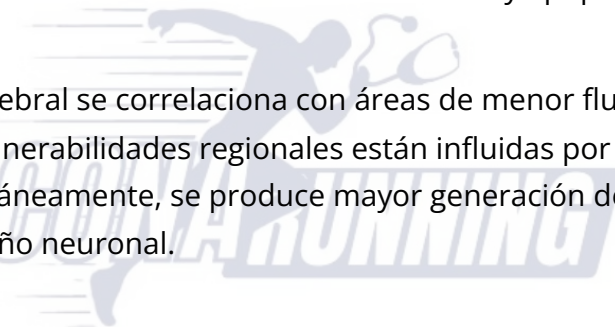 ebral se correlaciona con áreas de menor flu
nerabilidades regionales están influidas por
áneamente, se produce mayor generación de
ño neuronal.
COMARUNNING